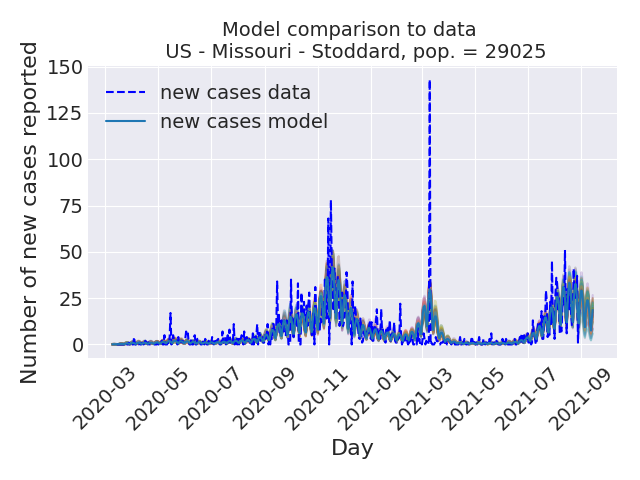 Model comparison to data
US - Missouri - Stoddard, pop. = 29025
Number of new cases reported
150
125
100
75
50
25
0
new cases data
new cases model
2020-03
2020-05
2020-07
2020-09
2020-11
2021-01
2021-03
2021-05
2021-07
2021-09
Day